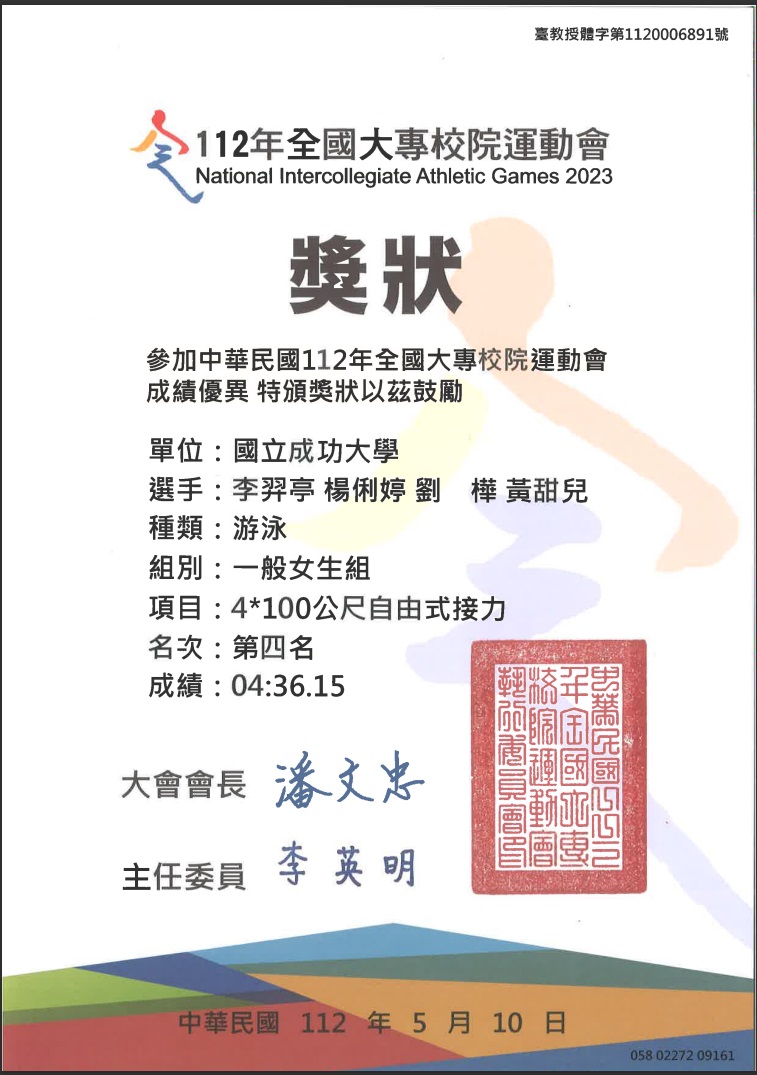 臺教授體字第1120006891號
112年全國大專校院運動會
National Intercollegiate Athletic Games 2023
獎狀
參加中華民國112年全國大專校院運動會
成績優異 特頒獎狀以茲鼓勵
單位：國立成功大學
選手：李羿亭 楊俐婷 劉　樺 黃甜兒
種類：游泳
組別：一般女生組
項目：4*100公尺自由式接力
名次：第四名
成績：04:36.15
大會會長 潘文忠
主任委員 李英明
中華民國 112 年 5 月 10 日
058 02272 09161